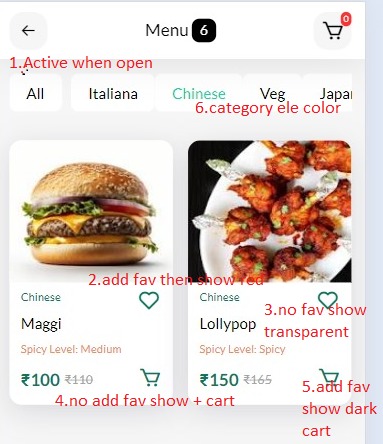 Menu 6
0
1.Active when open
All Italiana Chinese Veg Japar
6.category ele color
2.add fav then show red
Chinese
Maggi
Spicy Level: Medium
₹100 ₹110
Chinese
Lollypop
Spicy Level: Spicy
₹150 ₹165
3.no fav show
transparent
4.no add fav show + cart
5.add fav
show dark
cart